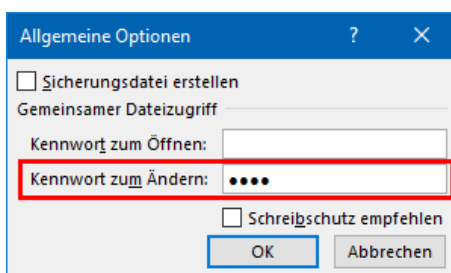 Allgemeine Optionen ? ×
Sicherungsdatei erstellen
Gemeinsamer Dateizugriff
Kennwort zum Öffnen:
Kennwort zum Ändern: ●●●●
Schreibschutz empfehlen
OK Abbrechen